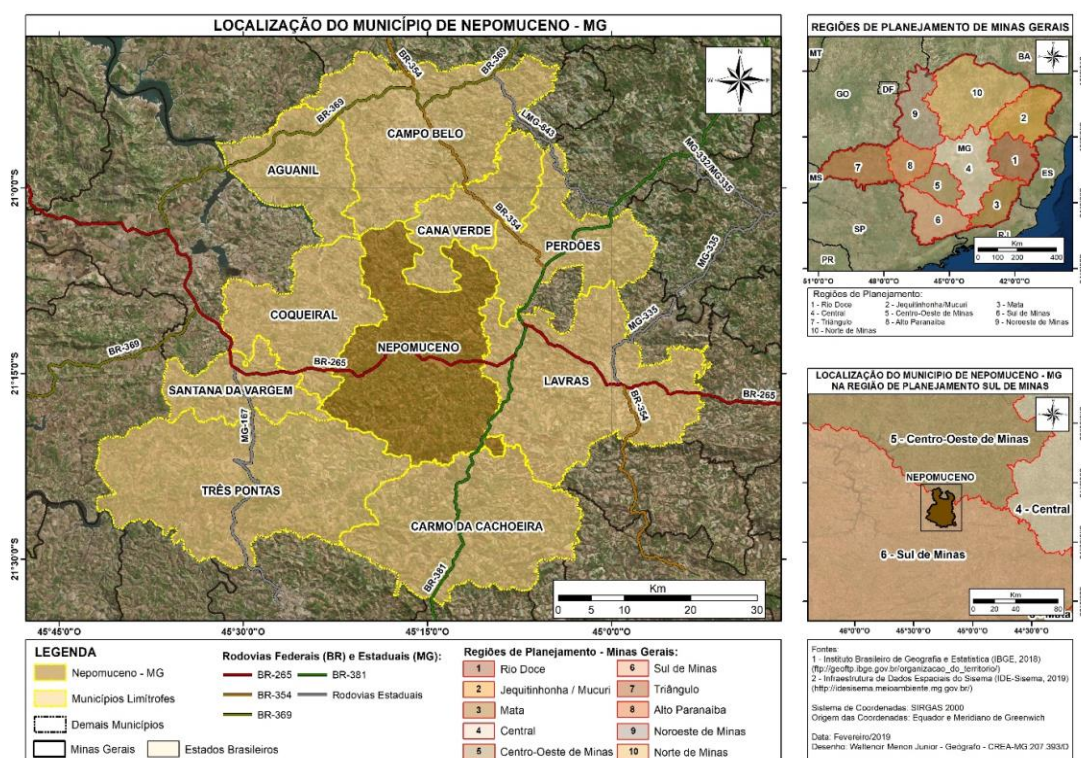 LOCALIZAÇÃO DO MUNICÍPIO DE NEPOMUCENO - MG
BR-354
BR-369
N
BR-369
LMG-843
CAMPO BELO
AGUANIL
MG-332/MG335
21°0'0"S
BR-354
CANA VERDE
PERDÕES
MG-335
COQUEIRAL
MG-335
NEPOMUCENO
BR-369
BR-265
21°15'0"S
SANTANA DA VARGEM
LAVRAS
BR-354
BR-265
MG-167
TRÊS PONTAS
CARMO DA CACHOEIRA
21°30'0"S
BR-381
Km
0 5 10 20 30
45°45'0"O 45°30'0"O 45°15'0"O 45°0'0"O
REGIÕES DE PLANEJAMENTO DE MINAS GERAIS
MT
BA
GO
DF
10
9
2
MG
7
8
1
ES
MS
5
4
3
6
SP
RJ
PR
Km
0 100 200 400
51°0'0"O 48°0'0"O 45°0'0"O 42°0'0"O
Regiões de Planejamento:
1 - Rio Doce 2 - Jequitinhonha/Mucuri 3 - Mata
4 - Central 5 - Centro-Oeste de Minas 6 - Sul de Minas
7 - Triângulo 8 - Alto Paranaíba 9 - Noroeste de Minas
10 - Norte de Minas
LOCALIZAÇÃO DO MUNICÍPIO DE NEPOMUCENO - MG
NA REGIÃO DE PLANEJAMENTO SUL DE MINAS
5 - Centro-Oeste de Minas
NEPOMUCENO
4 - Central
6 - Sul de Minas
Km
0 20 40 80
46°0'0"O 45°30'0"O 45°0'0"O 44°30'0"O
LEGENDA
Nepomuceno - MG
Municípios Limítrofes
Demais Municípios
Minas Gerais
Estados Brasileiros
Rodovias Federais (BR) e Estaduais (MG):
BR-265
BR-381
BR-354
Rodovias Estaduais
BR-369
Regiões de Planejamento - Minas Gerais:
1 Rio Doce
2 Jequitinhonha / Mucuri
3 Mata
4 Central
5 Centro-Oeste de Minas
6 Sul de Minas
7 Triângulo
8 Alto Paranaíba
9 Noroeste de Minas
10 Norte de Minas
Fontes:
1 - Instituto Brasileiro de Geografia e Estatística (IBGE, 2018)
(ftp://geoftp.ibge.gov.br/organizacao_do_territorio/)
2 - Infraestrutura de Dados Espaciais do Sisema (IDE-Sisema, 2019)
(http://idesisema.meioambiente.mg.gov.br/)
Sistema de Coordenadas: SIRGAS 2000
Origem das Coordenadas: Equador e Meridiano de Greenwich
Data: Fevereiro/2019
Desenho: Waltencir Menon Junior - Geógrafo - CREA-MG 207.393/D